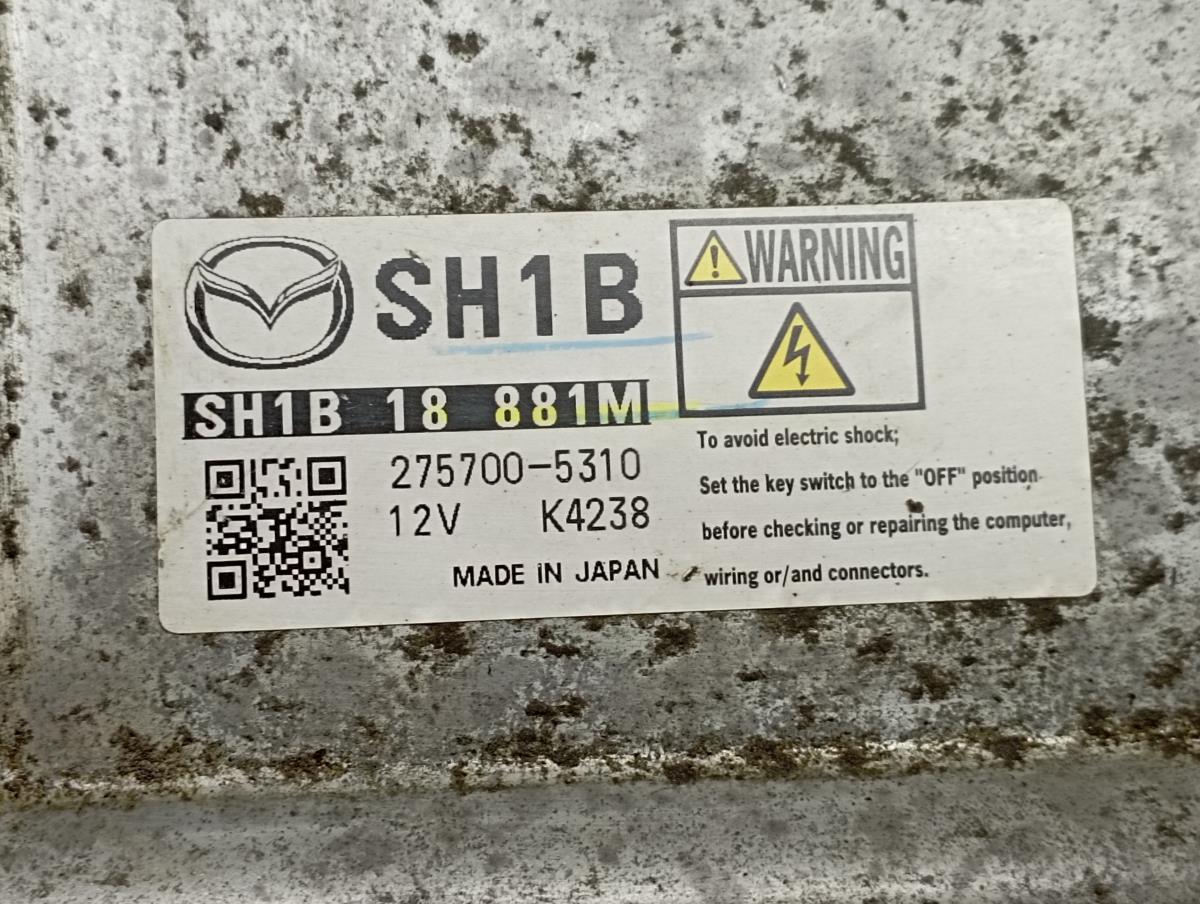 SH1B
SH1B 18 881M
275700-5310
12V K4238
MADE IN JAPAN
WARNING
To avoid electric shock;
Set the key switch to the "OFF" position
before checking or repairing the computer,
wiring or/and connectors.